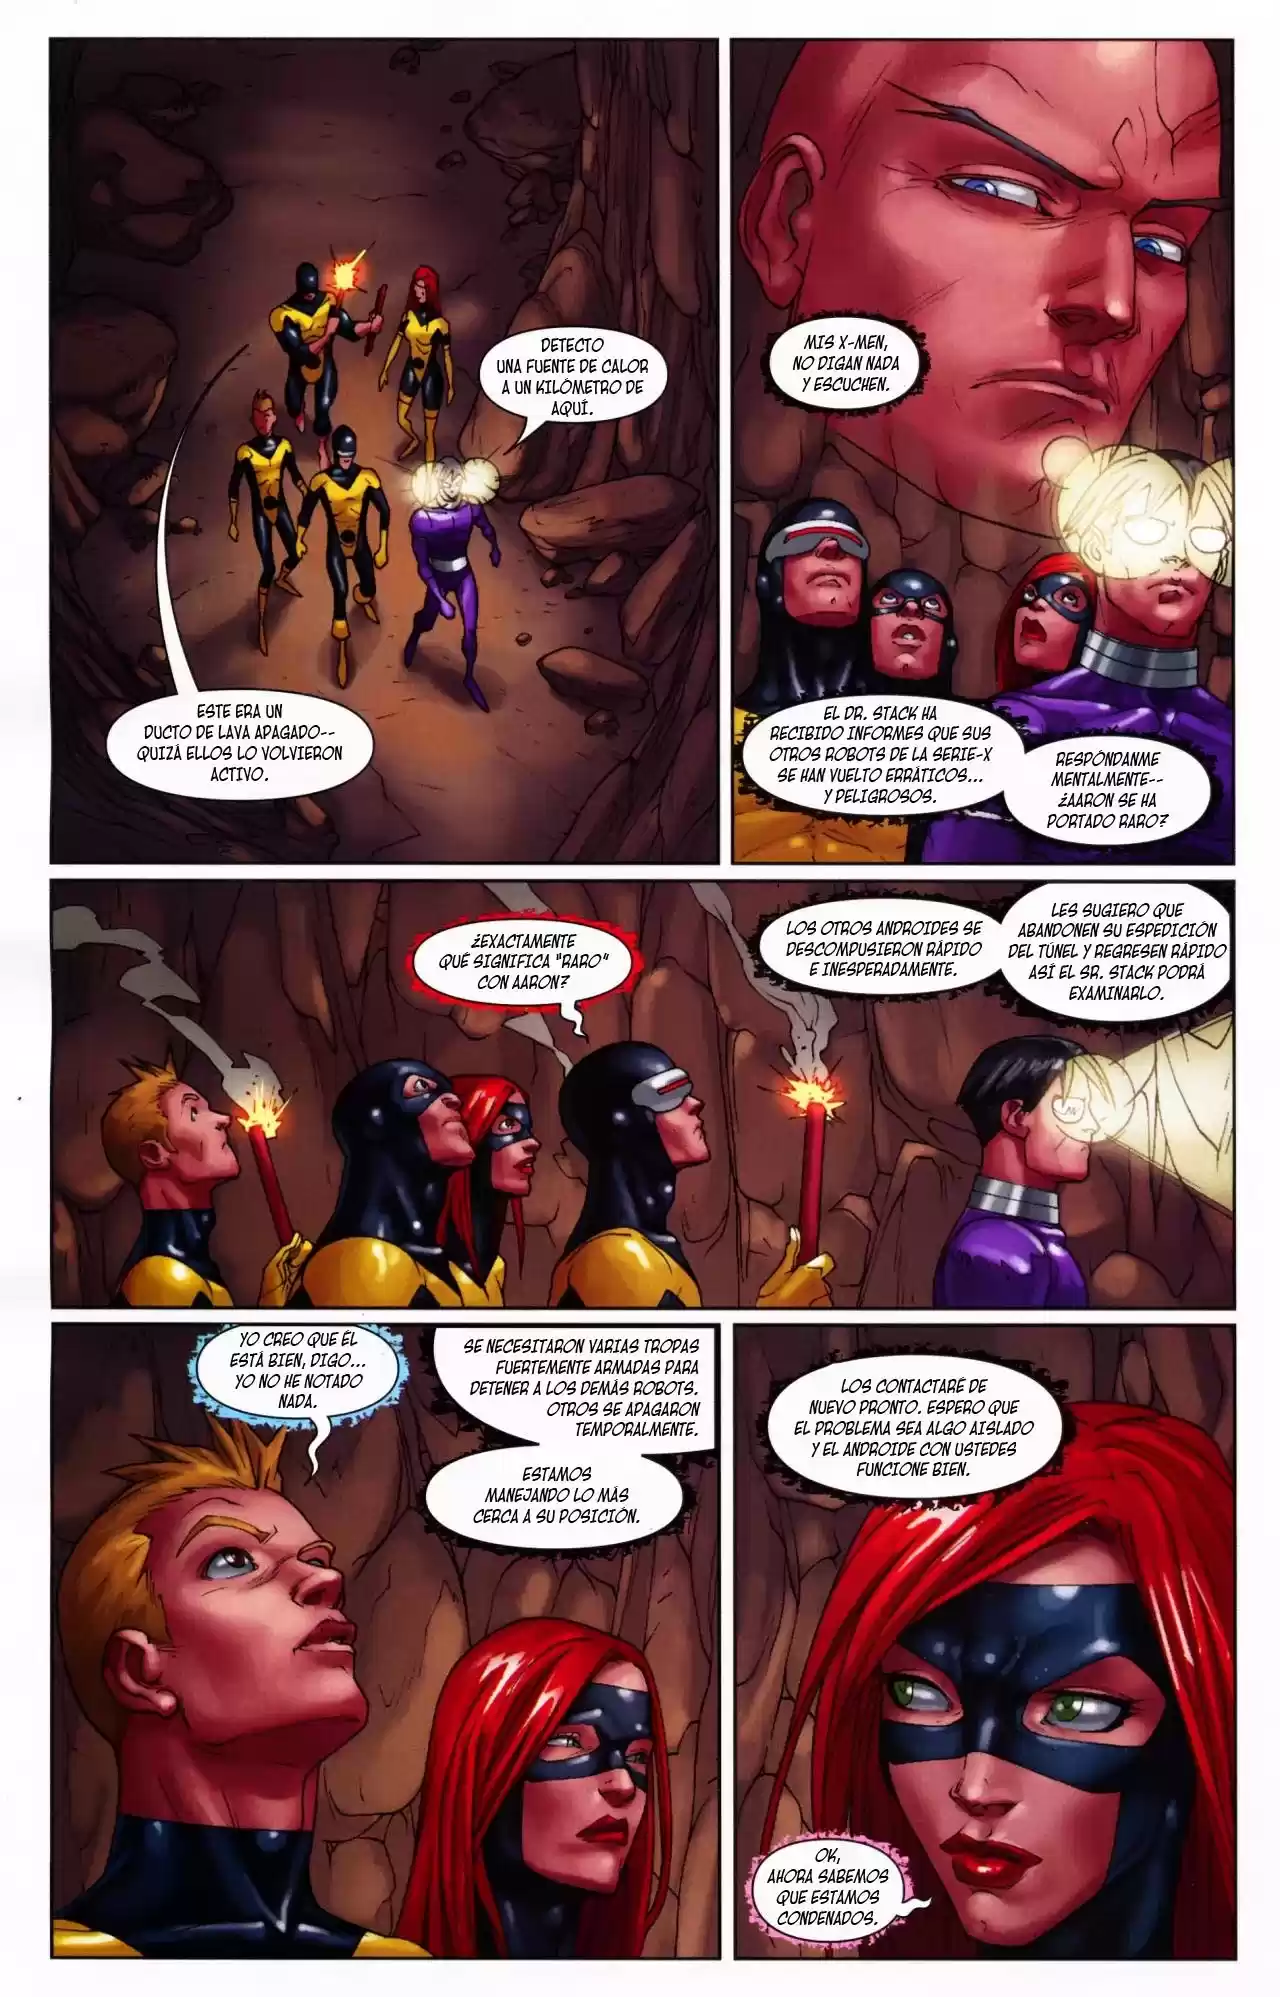 DETECTO
UNA FUENTE DE CALOR
A UN KILÓMETRO DE
AQUÍ.
ESTE ERA UN
DUCTO DE LAVA APAGADO--
QUIZÁ ELLOS LO VOLVIERON
ACTIVO.
MIS X-MEN,
NO DIGAN NADA
Y ESCUCHEN.
EL DR. STACK HA
RECIBIDO INFORMES QUE SUS
OTROS ROBOTS DE LA SERIE-X
SE HAN VUELTO ERRÁTICOS...
Y PELIGROSOS.
RESPÓNDANME
MENTALMENTE--
¿AARON SE HA
PORTADO RARO?
¿EXACTAMENTE
QUÉ SIGNIFICA "RARO"
CON AARON?
LOS OTROS ANDROIDES SE
DESCOMPUSIERON RÁPIDO
E INESPERADAMENTE.
LES SUGIERO QUE
ABANDONEN SU ESPEDICIÓN
DEL TÚNEL Y REGRESEN RÁPIDO
ASÍ EL SR. STACK PODRÁ
EXAMINARLO.
YO CREO QUE ÉL
ESTÁ BIEN, DIGO...
YO NO HE NOTADO
NADA.
SE NECESITARON VARIAS TROPAS
FUERTEMENTE ARMADAS PARA
DETENER A LOS DEMÁS ROBOTS.
OTROS SE APAGARON
TEMPORALMENTE.
ESTAMOS
MANEJANDO LO MÁS
CERCA A SU POSICIÓN.
LOS CONTACTARÉ DE
NUEVO PRONTO. ESPERO QUE
EL PROBLEMA SEA ALGO AISLADO
Y EL ANDROIDE CON USTEDES
FUNCIONE BIEN.
OK,
AHORA SABEMOS
QUE ESTAMOS
CONDENADOS.